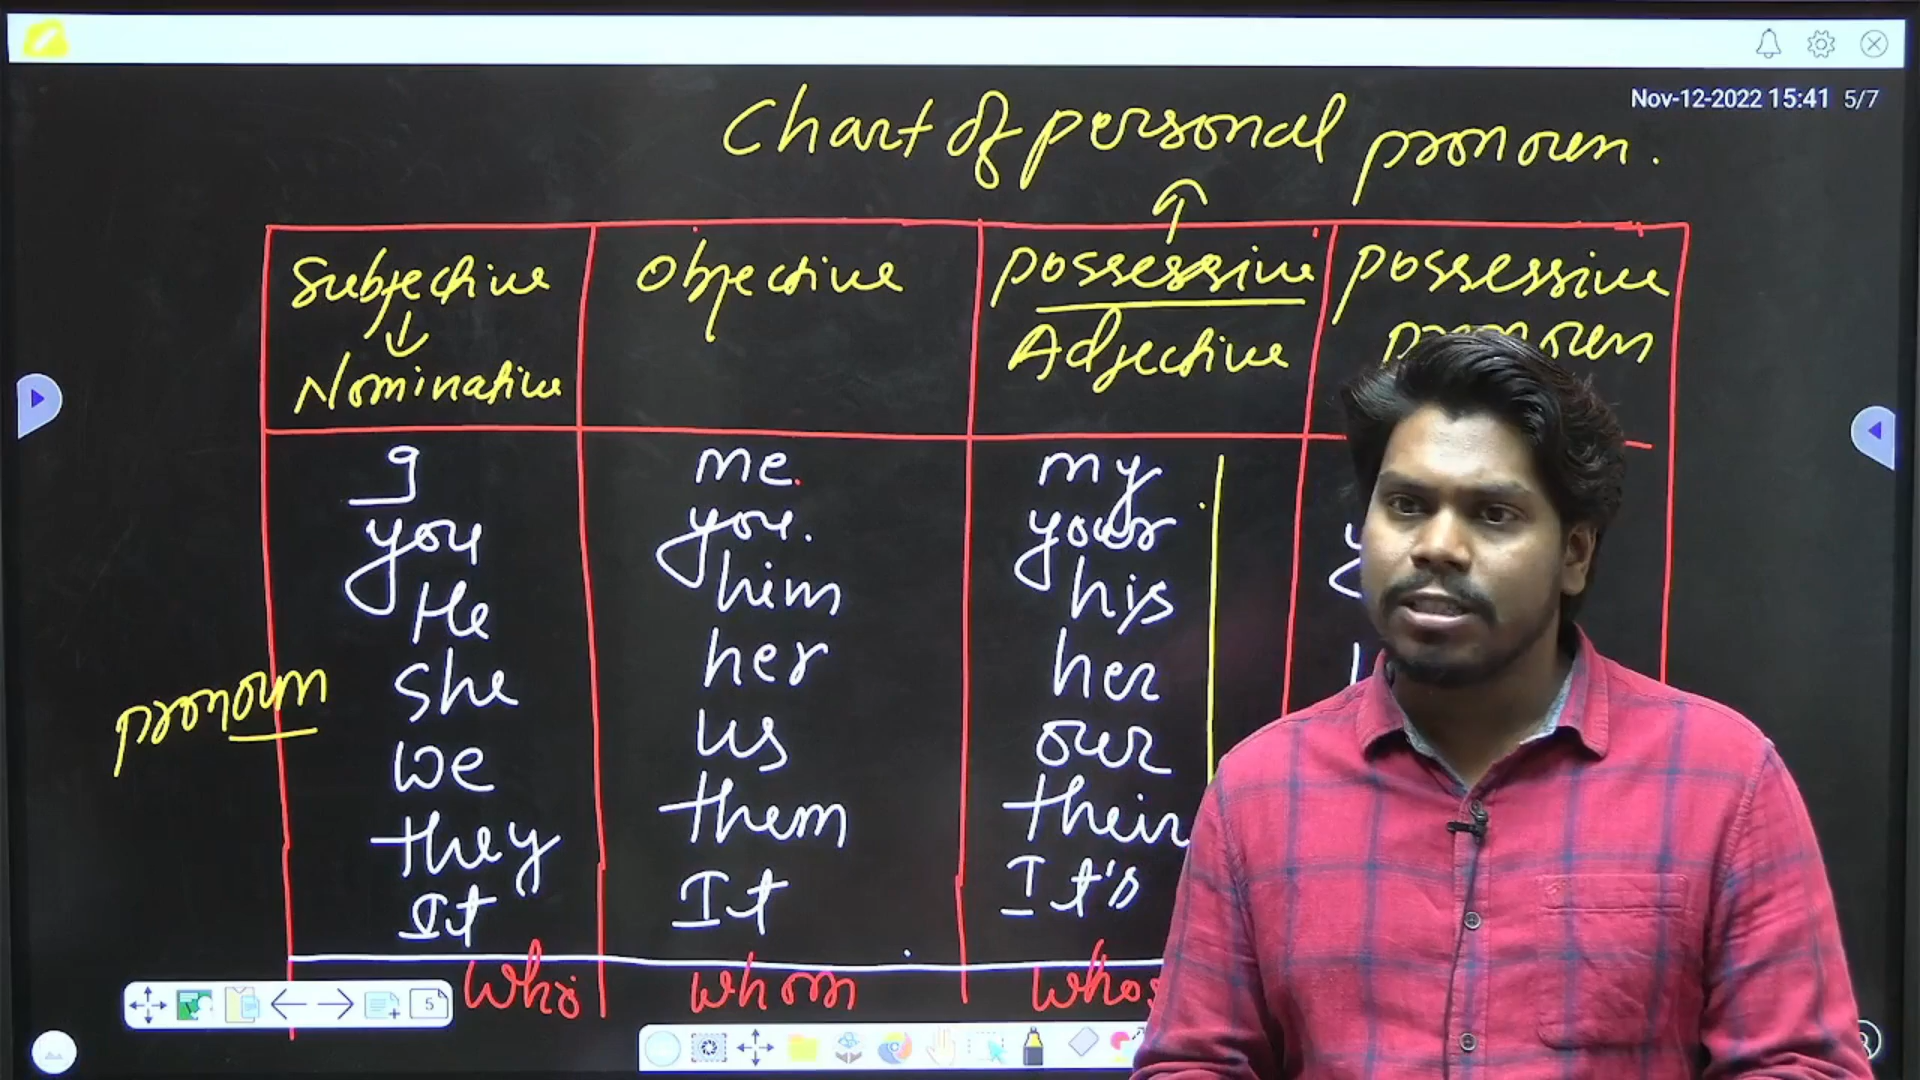 Nov-12-2022 15:41 5/7
Chart of personal pronoun.
Subjective Objective possessive possessive
Nominative Adjective pronoun
I me. my
you you. your
He him his
she her her
pronoun
we us our
they them their
It It It's
who whom
5